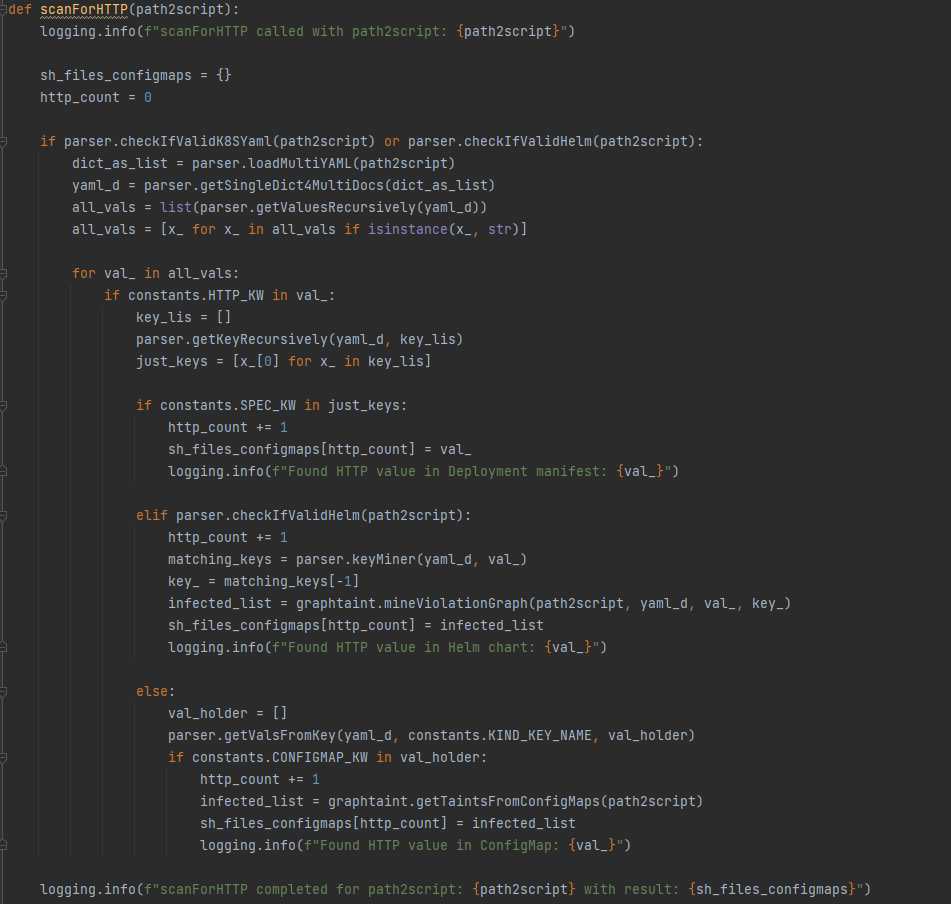 def scanForHTTP(path2script):
    logging.info(f"scanForHTTP called with path2script: {path2script}")

    sh_files_configmaps = {}
    http_count = 0

    if parser.checkIfValidK8SYaml(path2script) or parser.checkIfValidHelm(path2script):
        dict_as_list = parser.loadMultiYAML(path2script)
        yaml_d = parser.getSingleDict4MultiDocs(dict_as_list)
        all_vals = list(parser.getValuesRecursively(yaml_d))
        all_vals = [x_ for x_ in all_vals if isinstance(x_, str)]

        for val_ in all_vals:
            if constants.HTTP_KW in val_:
                key_lis = []
                parser.getKeyRecursively(yaml_d, key_lis)
                just_keys = [x_[0] for x_ in key_lis]

                if constants.SPEC_KW in just_keys:
                    http_count += 1
                    sh_files_configmaps[http_count] = val_
                    logging.info(f"Found HTTP value in Deployment manifest: {val_}")

                elif parser.checkIfValidHelm(path2script):
                    http_count += 1
                    matching_keys = parser.keyMiner(yaml_d, val_)
                    key_ = matching_keys[-1]
                    infected_list = graphtaint.mineViolationGraph(path2script, yaml_d, val_, key_)
                    sh_files_configmaps[http_count] = infected_list
                    logging.info(f"Found HTTP value in Helm chart: {val_}")

                else:
                    val_holder = []
                    parser.getValsFromKey(yaml_d, constants.KIND_KEY_NAME, val_holder)
                    if constants.CONFIGMAP_KW in val_holder:
                        http_count += 1
                        infected_list = graphtaint.getTaintsFromConfigMaps(path2script)
                        sh_files_configmaps[http_count] = infected_list
                        logging.info(f"Found HTTP value in ConfigMap: {val_}")

    logging.info(f"scanForHTTP completed for path2script: {path2script} with result: {sh_files_configmaps}")